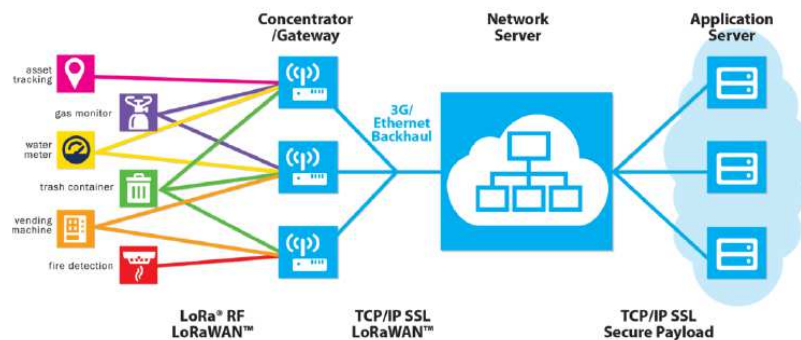 Concentrator
/Gateway
Network
Server
Application
Server
asset
tracking
gas monitor
water
meter
trash container
vending
machine
fire detection
3G/
Ethernet
Backhaul
LoRa® RF
LoRaWAN™
TCP/IP SSL
LoRaWAN™
TCP/IP SSL
Secure Payload